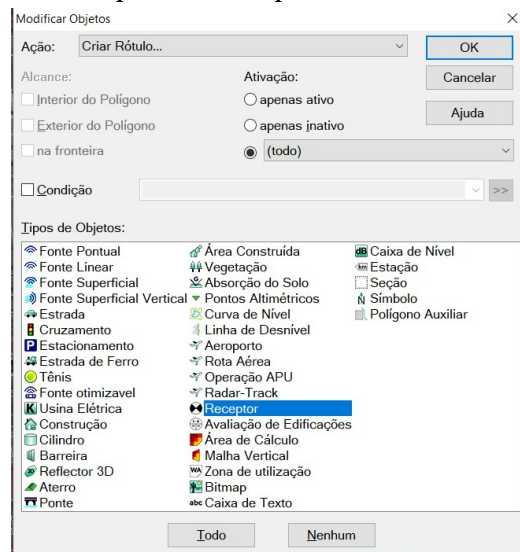 Modificar Objetos
Ação: Criar Rótulo... OK
Alcance: Ativação: Cancelar
Interior do Polígono apenas ativo
Ajuda
Exterior do Polígono apenas inativo
na fronteira (todo)
Condição >>
Tipos de Objetos:
Fonte Pontual Área Construída dB Caixa de Nível
Fonte Linear Vegetação km Estação
Fonte Superficial Absorção do Solo Seção
Fonte Superficial Vertical Pontos Altimétricos N Símbolo
Estrada Curva de Nível Polígono Auxiliar
Cruzamento Linha de Desnível
P Estacionamento Aeroporto
Estrada de Ferro Rota Aérea
Tênis Operação APU
Fonte otimizavel Radar-Track
K Usina Elétrica Receptor
Construção Avaliação de Edificações
Cilindro Área de Cálculo
Barreira Malha Vertical
Reflector 3D Zona de utilização
Aterro Bitmap
Ponte abc Caixa de Texto
Todo Nenhum